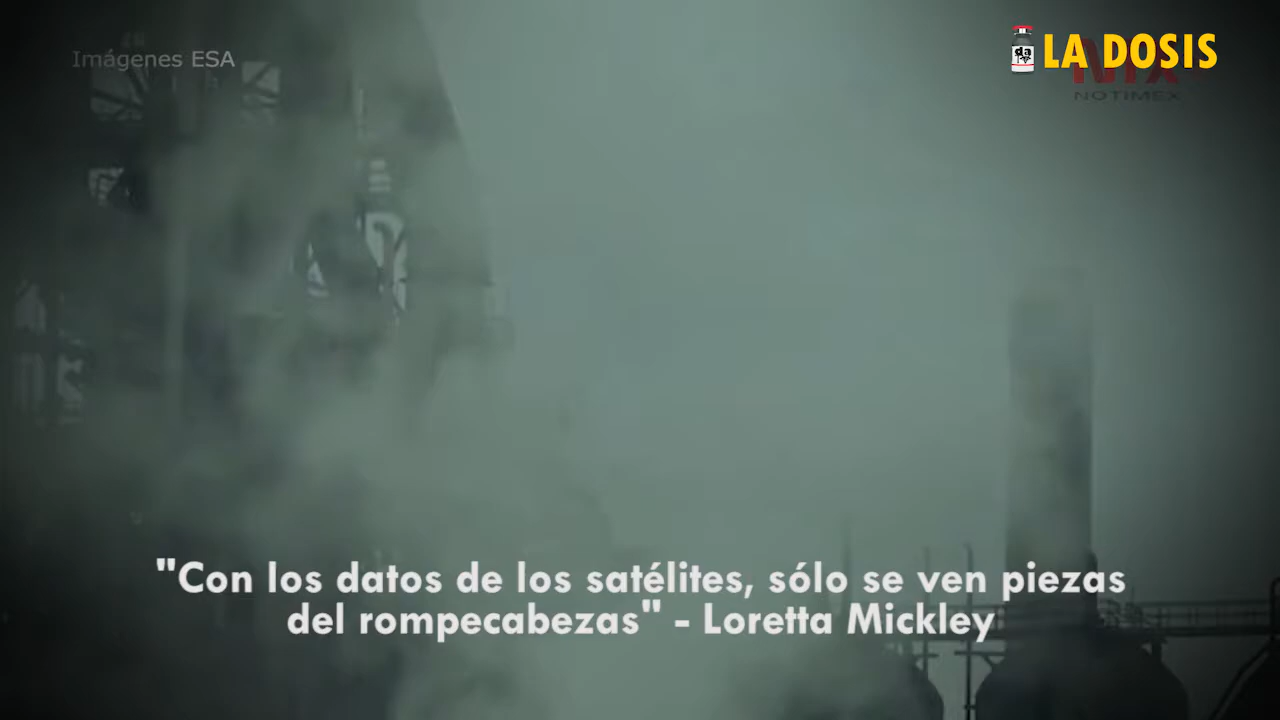 Imágenes ESA
LA DOSIS
NOTIMEX
"Con los datos de los satélites, sólo se ven piezas
del rompecabezas" - Loretta Mickley